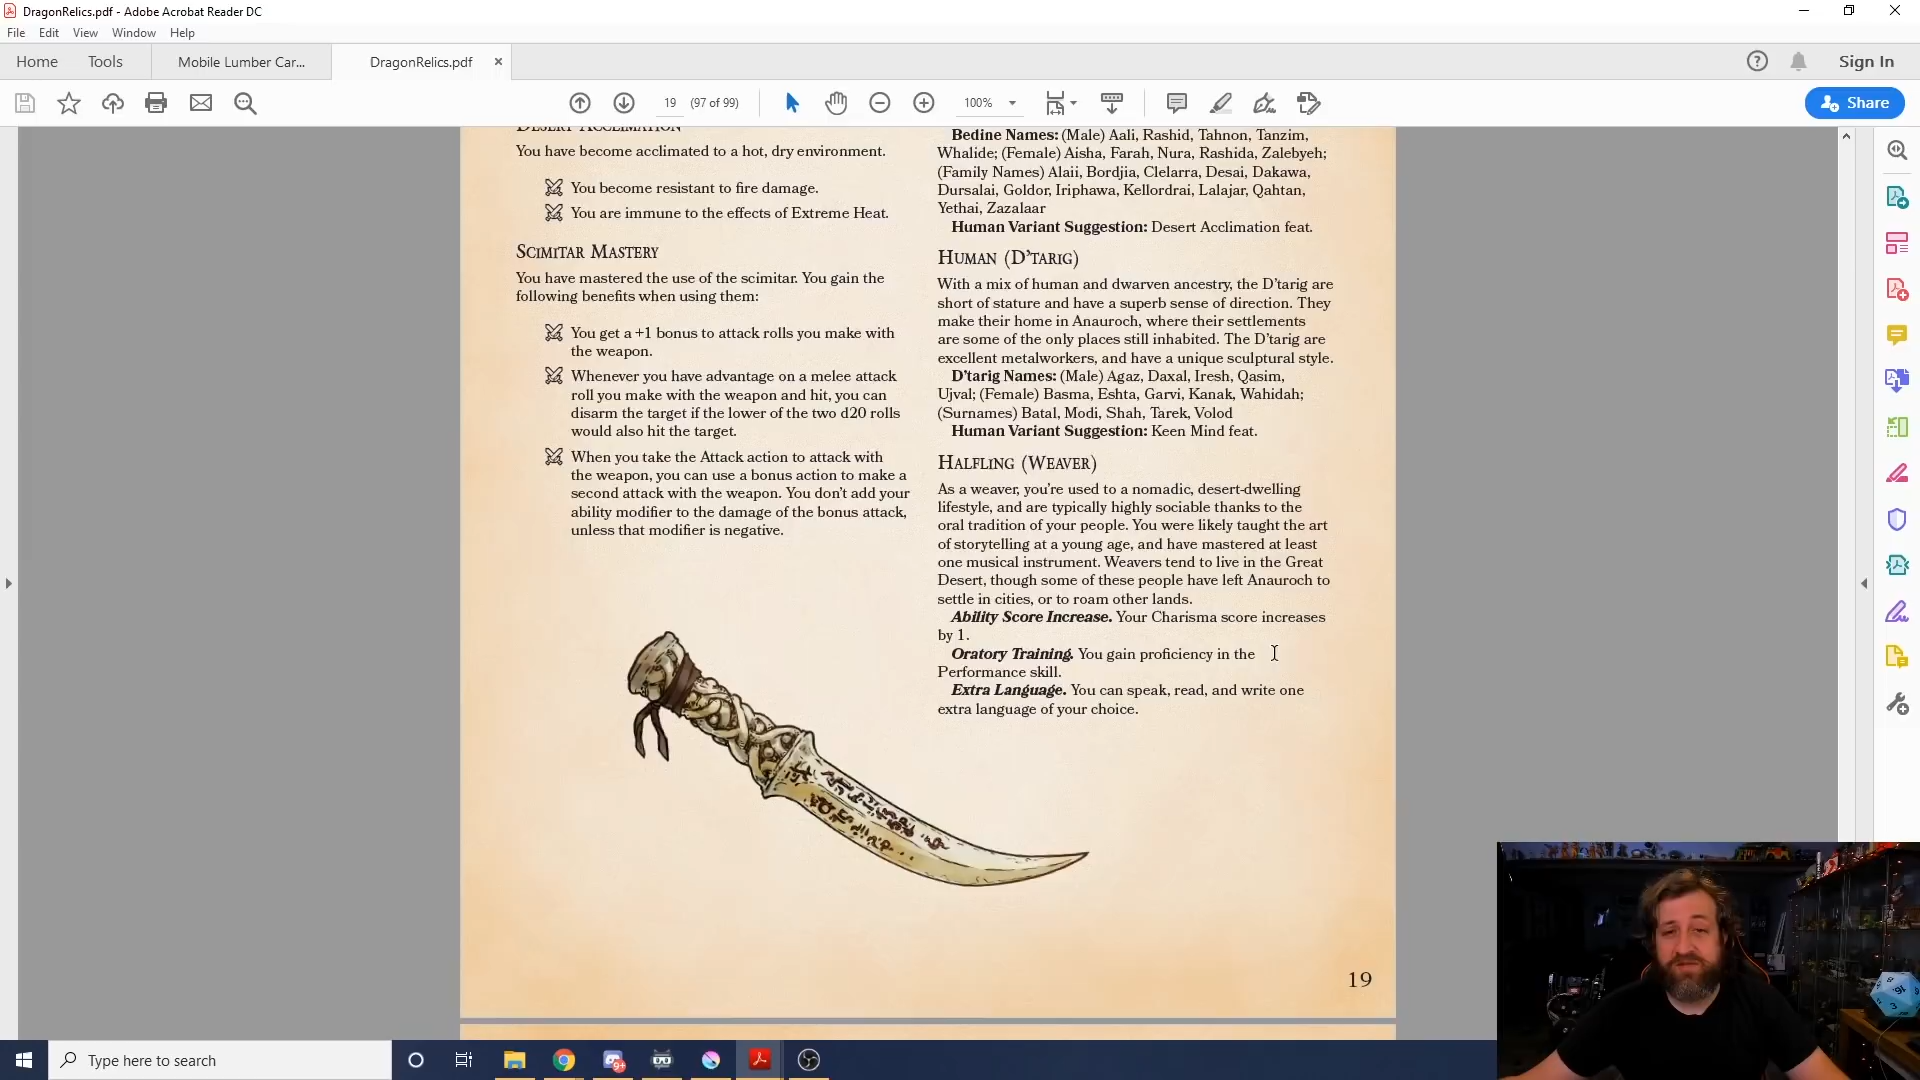 DragonRelics.pdf - Adobe Acrobat Reader DC
File Edit View Window Help
Home Tools Mobile Lumber Car... DragonRelics.pdf × Sign In
19 (97 of 99) 100% Share
DESERT ACCLIMATION
You have become acclimated to a hot, dry environment.
You become resistant to fire damage.
You are immune to the effects of Extreme Heat.
SCIMITAR MASTERY
You have mastered the use of the scimitar. You gain the
following benefits when using them:
You get a +1 bonus to attack rolls you make with
the weapon.
Whenever you have advantage on a melee attack
roll you make with the weapon and hit, you can
disarm the target if the lower of the two d20 rolls
would also hit the target.
When you take the Attack action to attack with
the weapon, you can use a bonus action to make a
second attack with the weapon. You don't add your
ability modifier to the damage of the bonus attack,
unless that modifier is negative.
Bedine Names: (Male) Aali, Rashid, Tahnon, Tanzim,
Whalide; (Female) Aisha, Farah, Nura, Rashida, Zalebyeh;
(Family Names) Alaii, Bordjia, Clelarra, Desai, Dakawa,
Dursalai, Goldor, Iriphawa, Kellordrai, Lalajar, Qahtan,
Yethai, Zazalaar
Human Variant Suggestion: Desert Acclimation feat.
HUMAN (D'TARIG)
With a mix of human and dwarven ancestry, the D'tarig are
short of stature and have a superb sense of direction. They
make their home in Anauroch, where their settlements
are some of the only places still inhabited. The D'tarig are
excellent metalworkers, and have a unique sculptural style.
D'tarig Names: (Male) Agaz, Daxal, Iresh, Qasim,
Ujval; (Female) Basma, Eshta, Garvi, Kanak, Wahidah;
(Surnames) Batal, Modi, Shah, Tarek, Volod
Human Variant Suggestion: Keen Mind feat.
HALFLING (WEAVER)
As a weaver, you're used to a nomadic, desert-dwelling
lifestyle, and are typically highly sociable thanks to the
oral tradition of your people. You were likely taught the art
of storytelling at a young age, and have mastered at least
one musical instrument. Weavers tend to live in the Great
Desert, though some of these people have left Anauroch to
settle in cities, or to roam other lands.
Ability Score Increase. Your Charisma score increases
by 1.
Oratory Training. You gain proficiency in the
Performance skill.
Extra Language. You can speak, read, and write one
extra language of your choice.
19
Type here to search